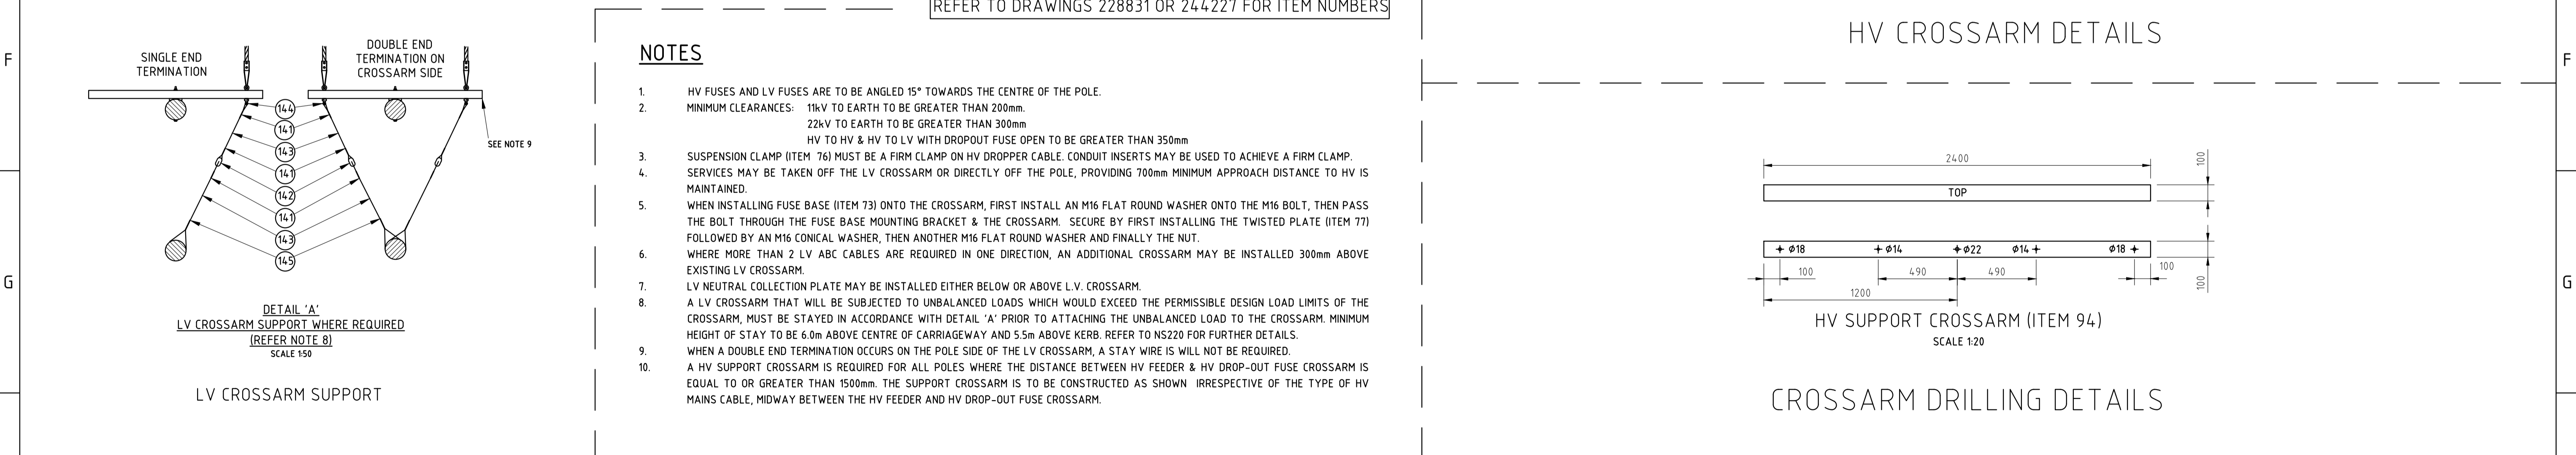 F
SINGLE END
TERMINATION
DOUBLE END
TERMINATION ON
CROSSARM SIDE
144
141
143
141
142
141
143
145
SEE NOTE 9
G
DETAIL 'A'
LV CROSSARM SUPPORT WHERE REQUIRED
(REFER NOTE 8)
SCALE 1:50
LV CROSSARM SUPPORT
REFER TO DRAWINGS 228831 OR 244227 FOR ITEM NUMBERS
NOTES
1. HV FUSES AND LV FUSES ARE TO BE ANGLED 15° TOWARDS THE CENTRE OF THE POLE.
2. MINIMUM CLEARANCES: 11kV TO EARTH TO BE GREATER THAN 200mm.
22kV TO EARTH TO BE GREATER THAN 300mm
HV TO HV & HV TO LV WITH DROPOUT FUSE OPEN TO BE GREATER THAN 350mm
3. SUSPENSION CLAMP (ITEM 76) MUST BE A FIRM CLAMP ON HV DROPPER CABLE. CONDUIT INSERTS MAY BE USED TO ACHIEVE A FIRM CLAMP.
4. SERVICES MAY BE TAKEN OFF THE LV CROSSARM OR DIRECTLY OFF THE POLE, PROVIDING 700mm MINIMUM APPROACH DISTANCE TO HV IS
MAINTAINED.
5. WHEN INSTALLING FUSE BASE (ITEM 73) ONTO THE CROSSARM, FIRST INSTALL AN M16 FLAT ROUND WASHER ONTO THE M16 BOLT, THEN PASS
THE BOLT THROUGH THE FUSE BASE MOUNTING BRACKET & THE CROSSARM. SECURE BY FIRST INSTALLING THE TWISTED PLATE (ITEM 77)
FOLLOWED BY AN M16 CONICAL WASHER, THEN ANOTHER M16 FLAT ROUND WASHER AND FINALLY THE NUT.
6. WHERE MORE THAN 2 LV ABC CABLES ARE REQUIRED IN ONE DIRECTION, AN ADDITIONAL CROSSARM MAY BE INSTALLED 300mm ABOVE
EXISTING LV CROSSARM.
7. LV NEUTRAL COLLECTION PLATE MAY BE INSTALLED EITHER BELOW OR ABOVE L.V. CROSSARM.
8. A LV CROSSARM THAT WILL BE SUBJECTED TO UNBALANCED LOADS WHICH WOULD EXCEED THE PERMISSIBLE DESIGN LOAD LIMITS OF THE
CROSSARM, MUST BE STAYED IN ACCORDANCE WITH DETAIL 'A' PRIOR TO ATTACHING THE UNBALANCED LOAD TO THE CROSSARM. MINIMUM
HEIGHT OF STAY TO BE 6.0m ABOVE CENTRE OF CARRIAGEWAY AND 5.5m ABOVE KERB. REFER TO NS220 FOR FURTHER DETAILS.
9. WHEN A DOUBLE END TERMINATION OCCURS ON THE POLE SIDE OF THE LV CROSSARM, A STAY WIRE IS WILL NOT BE REQUIRED.
10. A HV SUPPORT CROSSARM IS REQUIRED FOR ALL POLES WHERE THE DISTANCE BETWEEN HV FEEDER & HV DROP-OUT FUSE CROSSARM IS
EQUAL TO OR GREATER THAN 1500mm. THE SUPPORT CROSSARM IS TO BE CONSTRUCTED AS SHOWN IRRESPECTIVE OF THE TYPE OF HV
MAINS CABLE, MIDWAY BETWEEN THE HV FEEDER AND HV DROP-OUT FUSE CROSSARM.
HV CROSSARM DETAILS
2400
100
TOP
Ø18 Ø14 Ø22 Ø14 Ø18
100 490 490 100
100
1200
HV SUPPORT CROSSARM (ITEM 94)
SCALE 1:20
CROSSARM DRILLING DETAILS
F
G